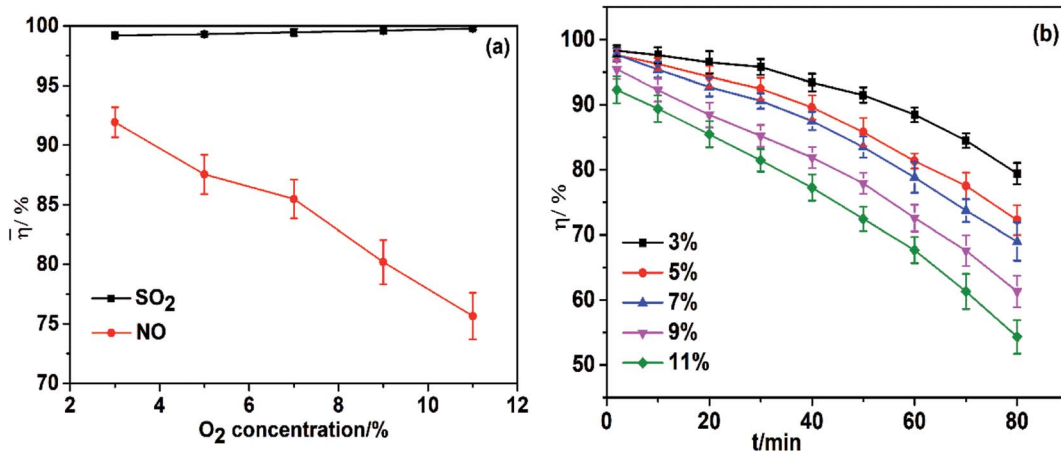 (a)
100
95
90
85
80
75
70
η̅/ %
SO₂
NO
2 4 6 8 10 12
O₂ concentration/%
(b)
100
90
80
70
60
50
η/ %
3%
5%
7%
9%
11%
0 20 40 60 80
t/min